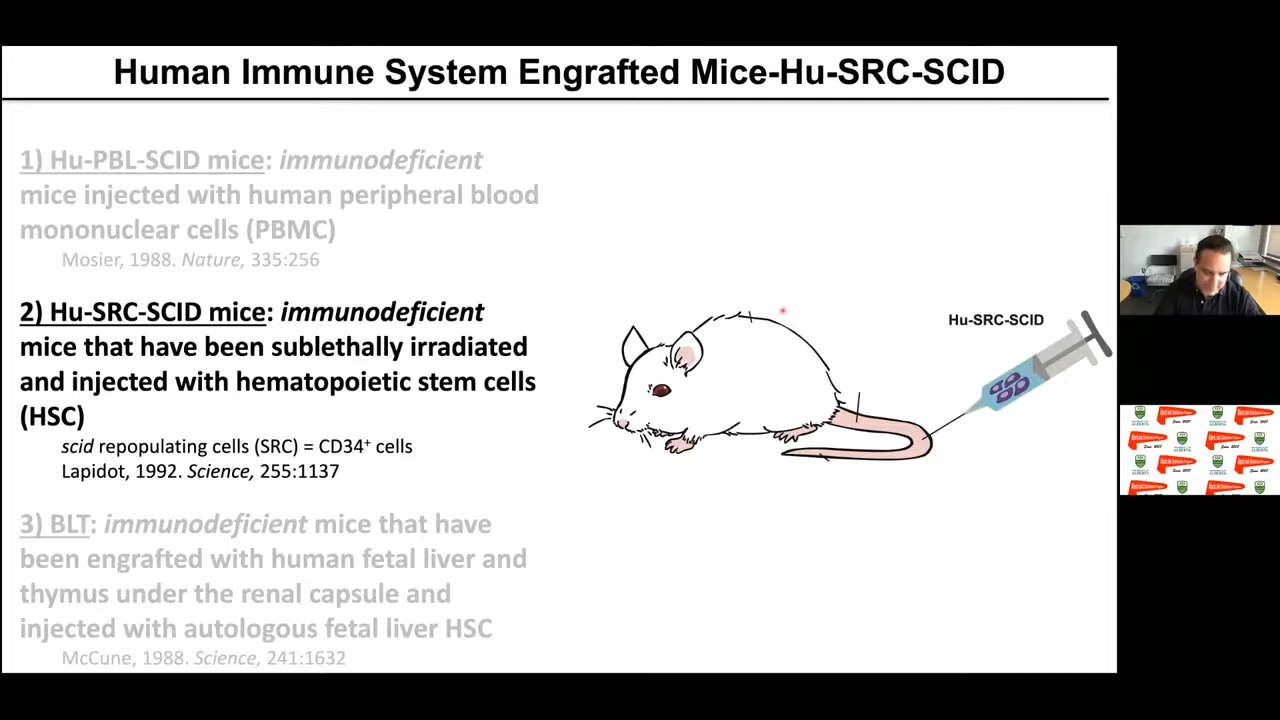 Human Immune System Engrafted Mice-Hu-SRC-SCID
1) Hu-PBL-SCID mice: immunodeficient
mice injected with human peripheral blood
mononuclear cells (PBMC)
Mosier, 1988. Nature, 335:256
2) Hu-SRC-SCID mice: immunodeficient
mice that have been sublethally irradiated
and injected with hematopoietic stem cells
(HSC)
scid repopulating cells (SRC) = CD34⁺ cells
Lapidot, 1992. Science, 255:1137
3) BLT: immunodeficient mice that have
been engrafted with human fetal liver and
thymus under the renal capsule and
injected with autologous fetal liver HSC
McCune, 1988. Science, 241:1632
Hu-SRC-SCID